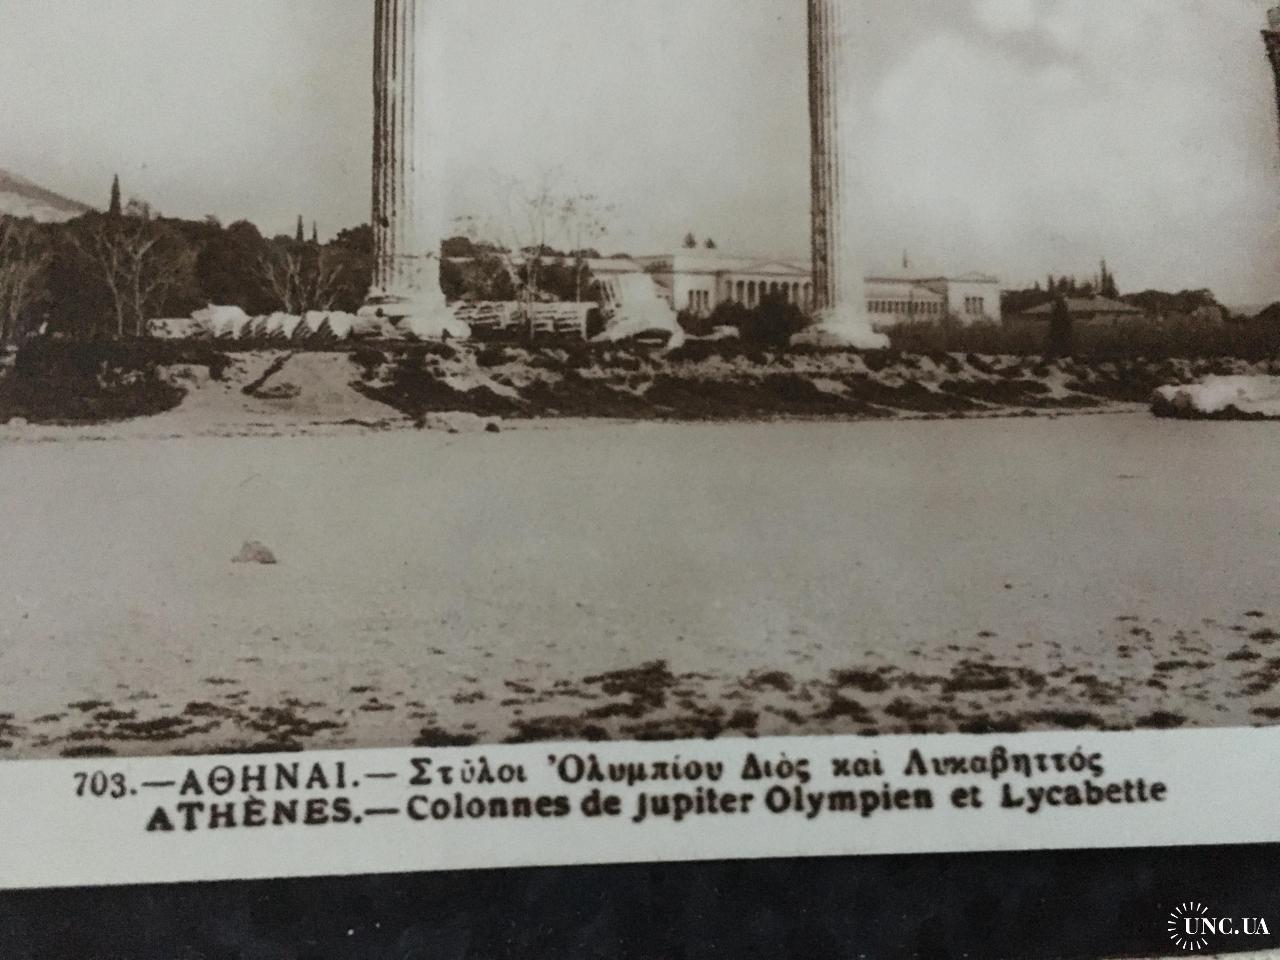 703.—ΑΘΗΝΑΙ.— Στῦλοι Ὀλυμπίου Διὸς καὶ Λυκαβηττός
ATHÈNES.—Colonnes de Jupiter Olympien et Lycabette
UNC.UA